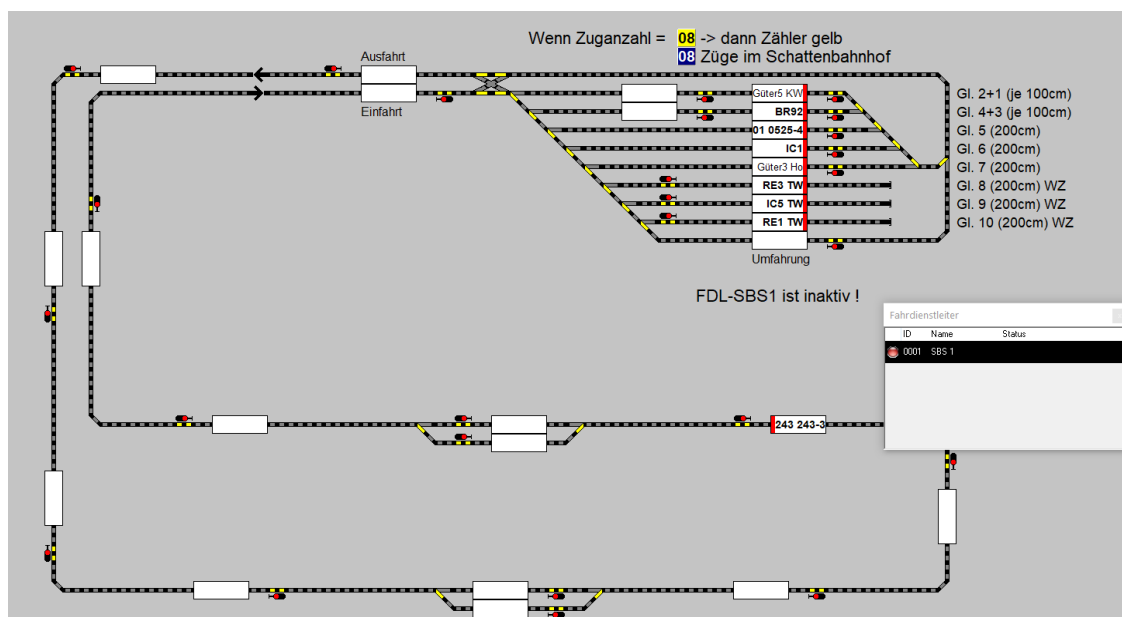 Wenn Zuganzahl = 08 -> dann Zähler gelb
08 Züge im Schattenbahnhof
Ausfahrt
Einfahrt
Güter5 KW
Gl. 2+1 (je 100cm)
BR92
Gl. 4+3 (je 100cm)
01 0525-4
Gl. 5 (200cm)
IC1
Gl. 6 (200cm)
Güter3 Ho
Gl. 7 (200cm)
RE3 TW
Gl. 8 (200cm) WZ
IC5 TW
Gl. 9 (200cm) WZ
RE1 TW
Gl. 10 (200cm) WZ
Umfahrung
FDL-SBS1 ist inaktiv !
Fahrdienstleiter
ID Name Status
0001 SBS 1
243 243-3